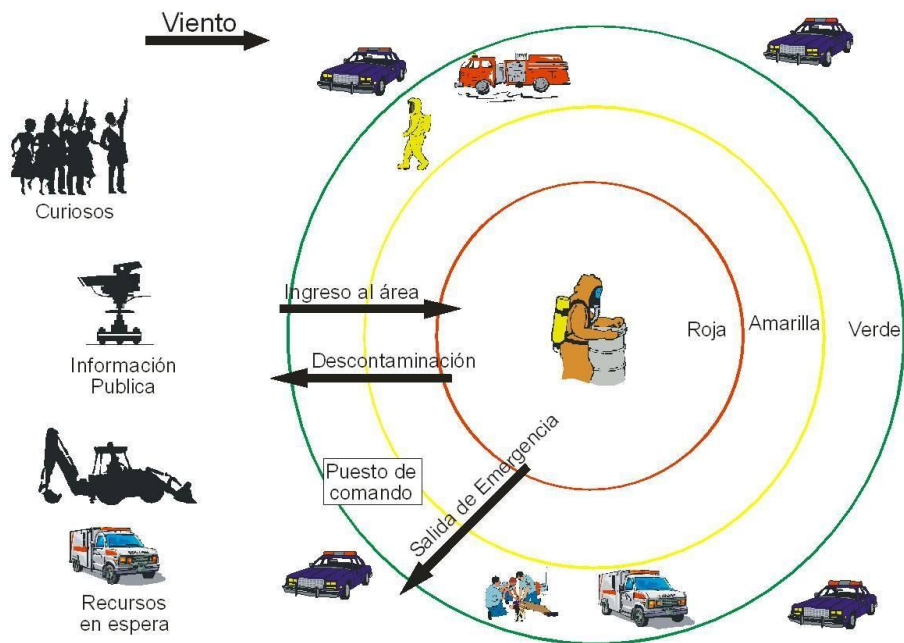 Viento
Curiosos
Ingreso al área
Roja
Amarilla
Verde
Descontaminación
Información
Publica
Puesto de
comando
Salida de Emergencia
Recursos
en espera